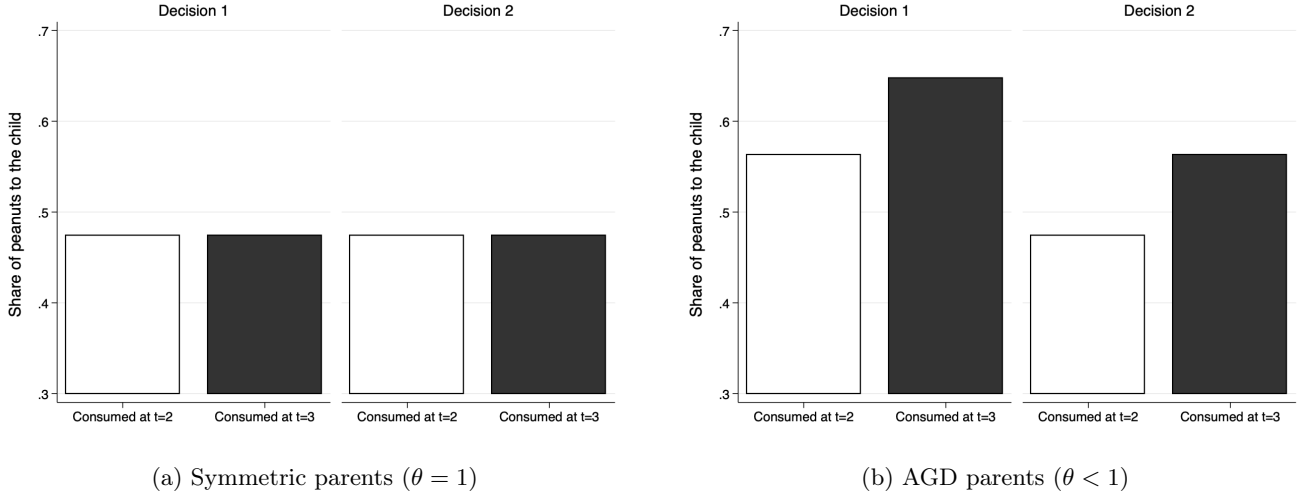 Decision 1
Decision 2
.7
.6
.5
.4
.3
Share of peanuts to the child
Consumed at t=2
Consumed at t=3
Consumed at t=2
Consumed at t=3
(a) Symmetric parents (θ = 1)
Decision 1
Decision 2
.7
.6
.5
.4
.3
Share of peanuts to the child
Consumed at t=2
Consumed at t=3
Consumed at t=2
Consumed at t=3
(b) AGD parents (θ < 1)